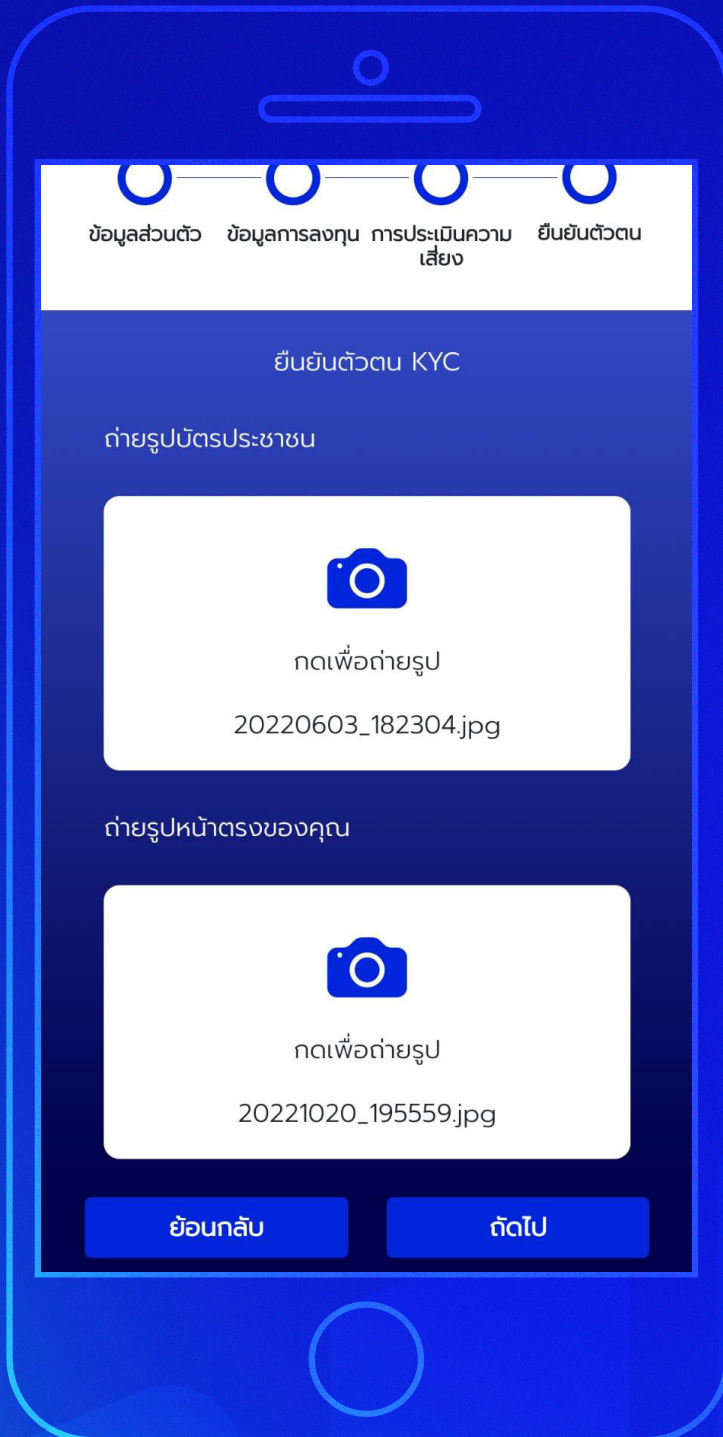 ข้อมูลส่วนตัว ข้อมูลการลงทุน การประเมินความ ยืนยันตัวตน
เสี่ยง
ยืนยันตัวตน KYC
ถ่ายรูปบัตรประชาชน
กดเพื่อถ่ายรูป
20220603_182304.jpg
ถ่ายรูปหน้าตรงของคุณ
กดเพื่อถ่ายรูป
20221020_195559.jpg
ย้อนกลับ ถัดไป